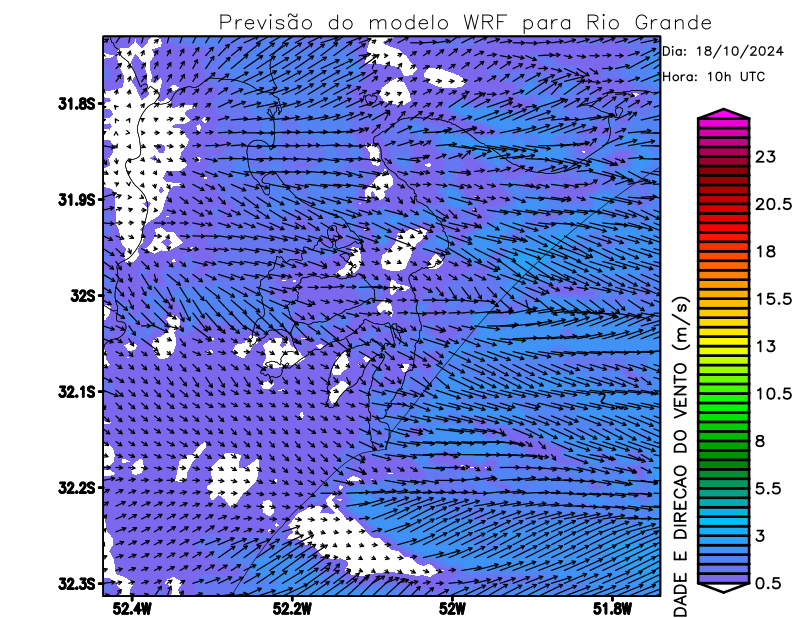 Previsão do modelo WRF para Rio Grande
Dia: 18/10/2024
Hora: 10h UTC
31.8S
31.9S
32S
32.1S
32.2S
32.3S
52.4W
52.2W
52W
51.8W
23
20.5
18
15.5
13
10.5
8
5.5
3
0.5
DADE E DIRECAO DO VENTO (m/s)